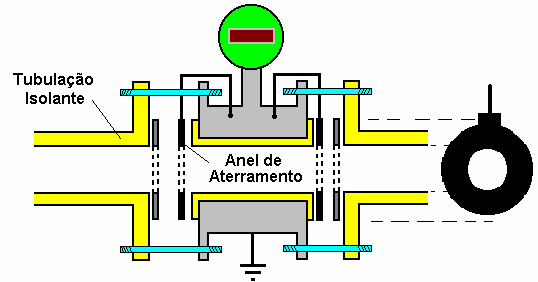 Tubulação
Isolante
Anel de
Aterramento